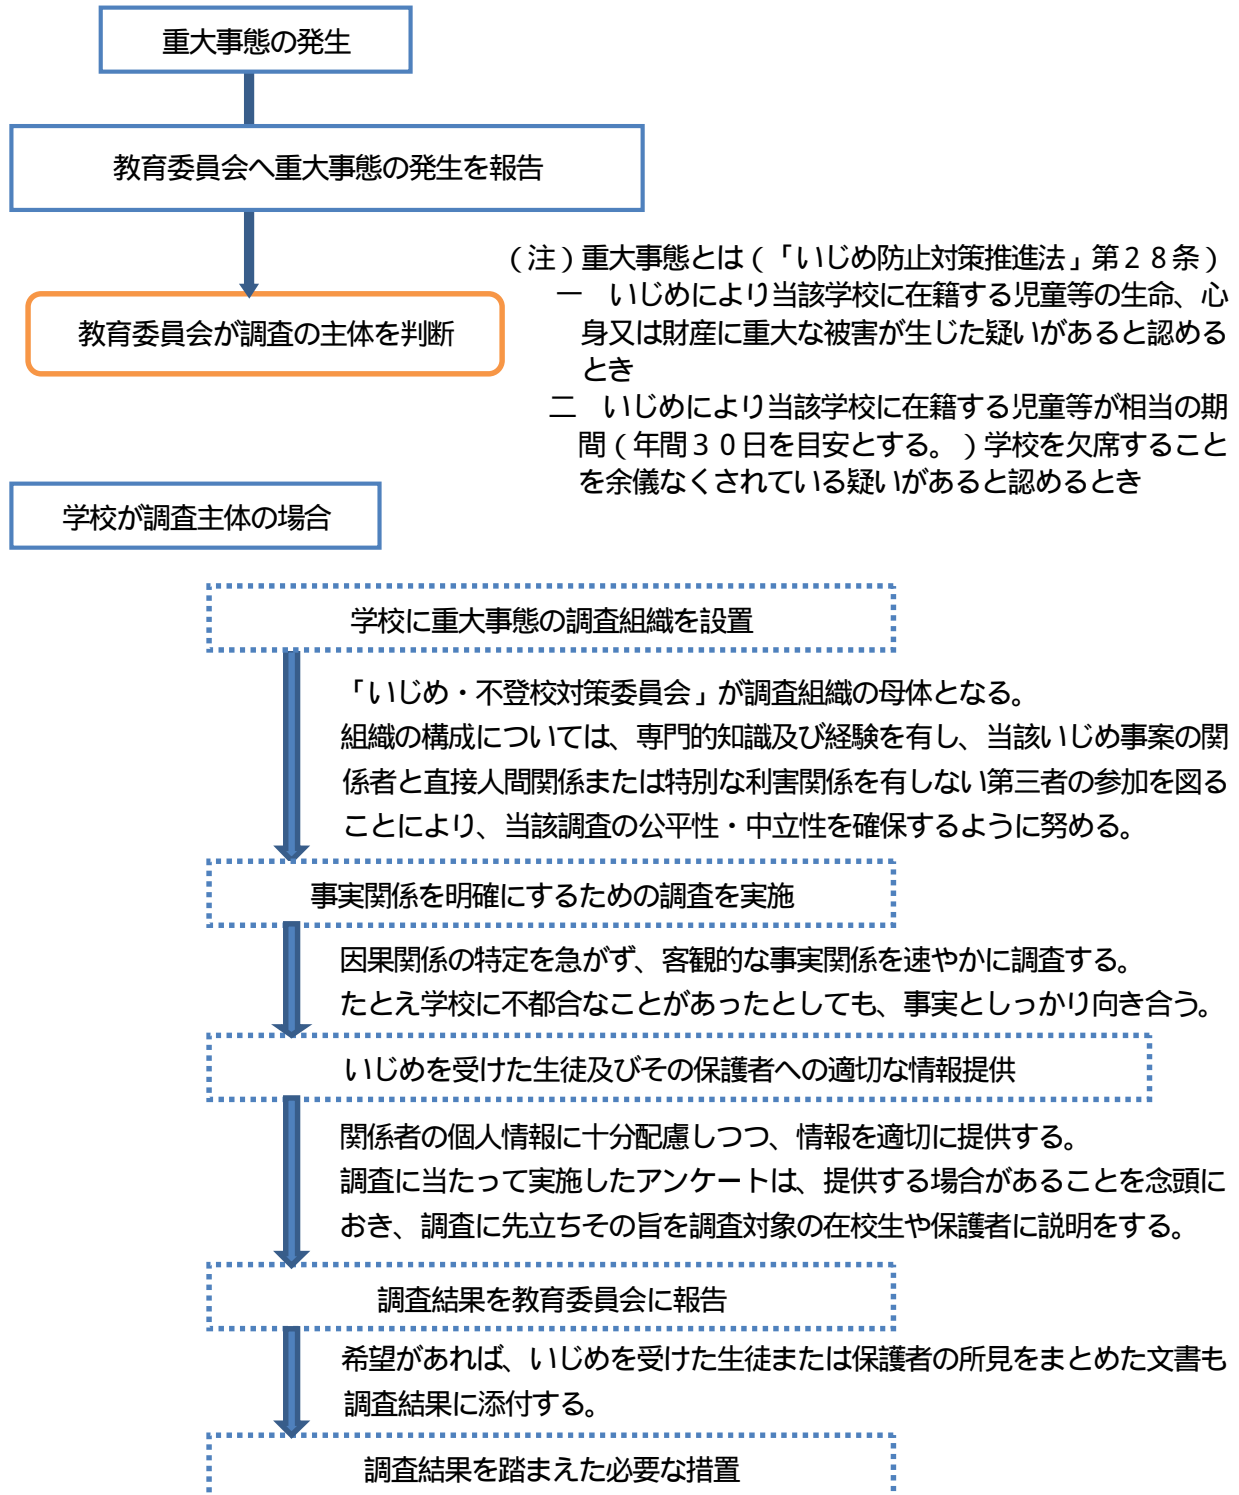 重大事態の発生
教育委員会へ重大事態の発生を報告
教育委員会が調査の主体を判断
（注）重大事態とは（「いじめ防止対策推進法」第２８条）
一　いじめにより当該学校に在籍する児童等の生命、心
身又は財産に重大な被害が生じた疑いがあると認める
とき
二　いじめにより当該学校に在籍する児童等が相当の期
間（年間３０日を目安とする。）学校を欠席すること
を余儀なくされている疑いがあると認めるとき
学校が調査主体の場合
学校に重大事態の調査組織を設置
「いじめ・不登校対策委員会」が調査組織の母体となる。
組織の構成については、専門的知識及び経験を有し、当該いじめ事案の関
係者と直接人間関係または特別な利害関係を有しない第三者の参加を図る
ことにより、当該調査の公平性・中立性を確保するように努める。
事実関係を明確にするための調査を実施
因果関係の特定を急がず、客観的な事実関係を速やかに調査する。
たとえ学校に不都合なことがあったとしても、事実としっかり向き合う。
いじめを受けた生徒及びその保護者への適切な情報提供
関係者の個人情報に十分配慮しつつ、情報を適切に提供する。
調査に当たって実施したアンケートは、提供する場合があることを念頭に
おき、調査に先立ちその旨を調査対象の在校生や保護者に説明をする。
調査結果を教育委員会に報告
希望があれば、いじめを受けた生徒または保護者の所見をまとめた文書も
調査結果に添付する。
調査結果を踏まえた必要な措置